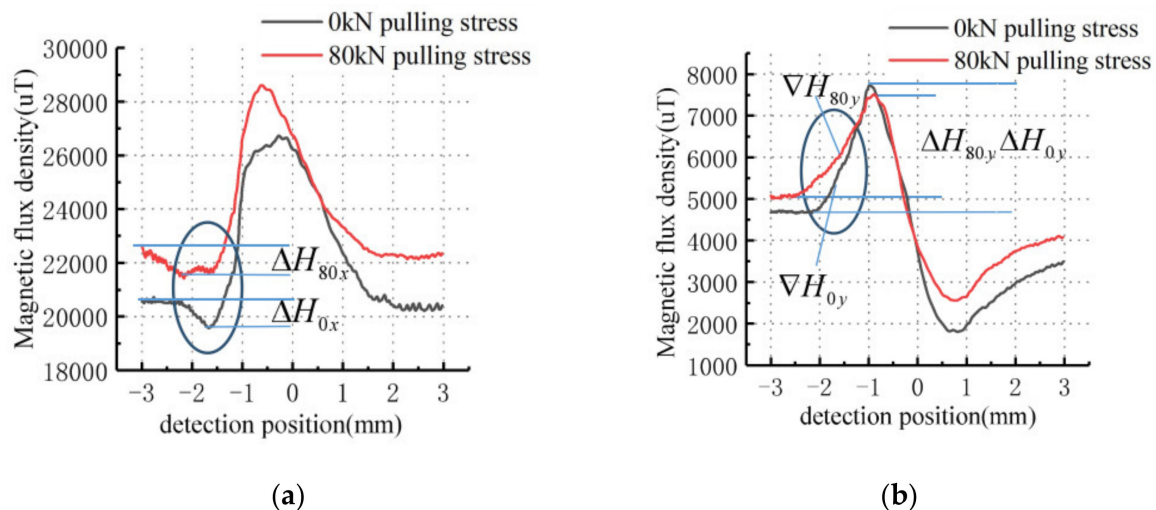 0kN pulling stress
80kN pulling stress
Magnetic flux density(uT)
30000
28000
26000
24000
22000
20000
18000
ΔH80x
ΔH0x
-3 -2 -1 0 1 2 3
detection position(mm)
(a)
0kN pulling stress
80kN pulling stress
Magnetic flux density(uT)
8000
7000
6000
5000
4000
3000
2000
1000
∇H80y
ΔH80y ΔH0y
∇H0y
-3 -2 -1 0 1 2 3
detection position(mm)
(b)